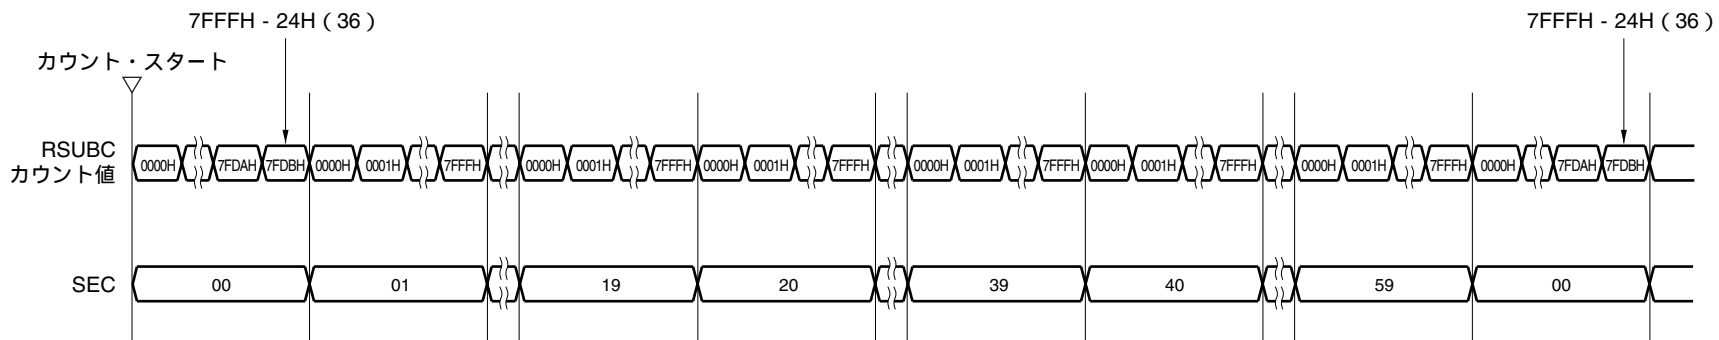 7FFFH - 24H ( 36 ) 7FFFH - 24H ( 36 )
カウント・スタート
RSUBC
カウント値
0000H 7FDAH 7FDBH 0000H 0001H 7FFFH 0000H 0001H 7FFFH 0000H 0001H 7FFFH 0000H 0001H 7FFFH 0000H 0001H 7FFFH 0000H 0001H 7FFFH 0000H 7FDAH 7FDBH
SEC 00 01 19 20 39 40 59 00